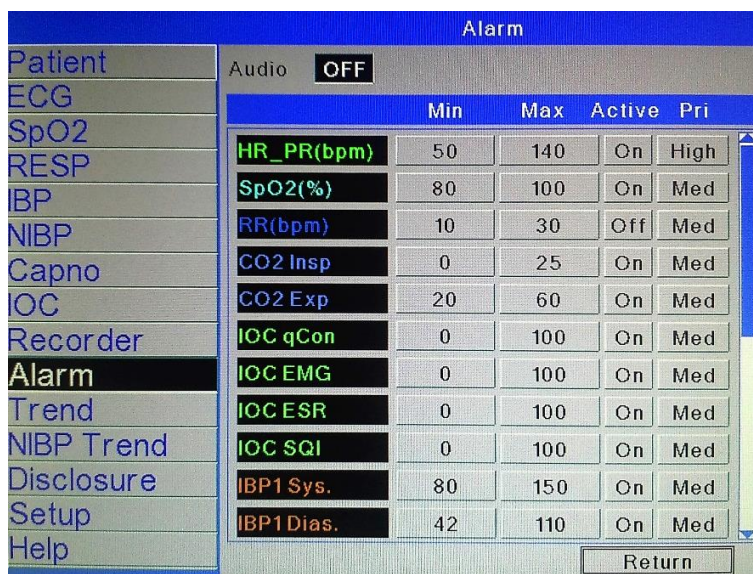 Alarm
Patient
ECG
SpO2
RESP
IBP
NIBP
Capno
IOC
Recorder
Alarm
Trend
NIBP Trend
Disclosure
Setup
Help
Audio OFF
Min Max Active Pri
HR_PR(bpm) 50 140 On High
SpO2(%) 80 100 On Med
RR(bpm) 10 30 Off Med
CO2 Insp 0 25 On Med
CO2 Exp 20 60 On Med
IOC qCon 0 100 On Med
IOC EMG 0 100 On Med
IOC ESR 0 100 On Med
IOC SQI 0 100 On Med
IBP1 Sys. 80 150 On Med
IBP1 Dias. 42 110 On Med
Return